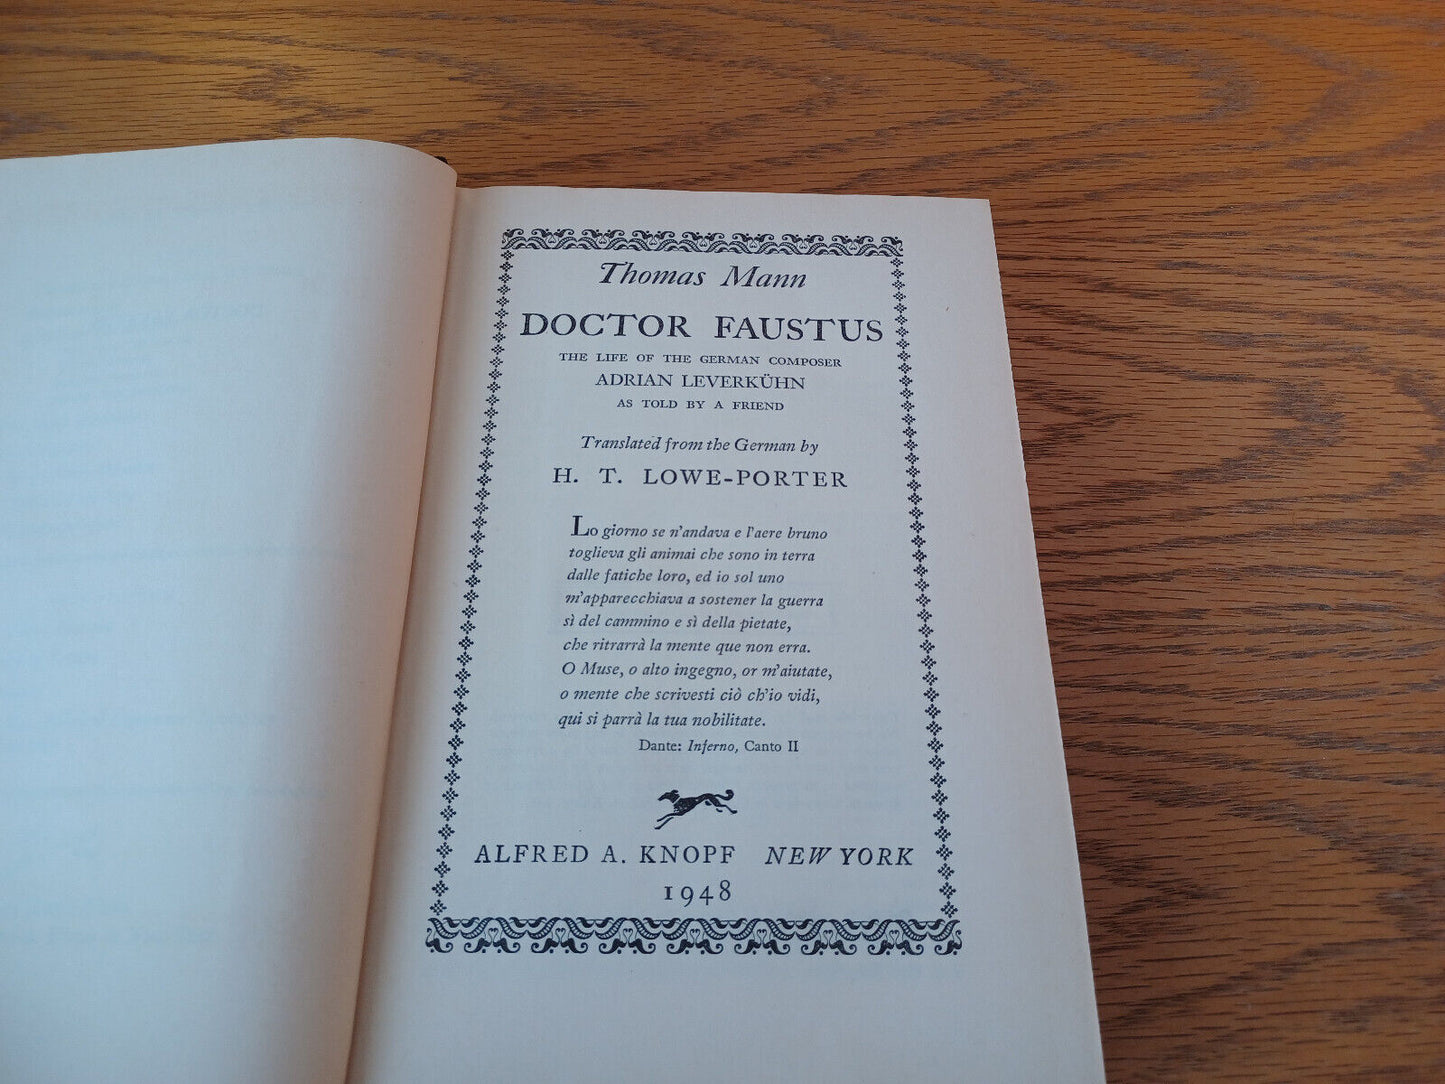 Thomas Mann
DOCTOR FAUSTUS
THE LIFE OF THE GERMAN COMPOSER
ADRIAN LEVERKÜHN
AS TOLD BY A FRIEND
Translated from the German by
H. T. LOWE-PORTER
Lo giorno se n'andava e l'aere bruno
toglieva gli animai che sono in terra
dalle fatiche loro, ed io sol uno
m'apparecchiava a sostener la guerra
sì del cammino e sì della pietate,
che ritrarrà la mente que non erra.
O Muse, o alto ingegno, or m'aiutate,
o mente che scrivesti ciò ch'io vidi,
qui si parrà la tua nobilitate.
Dante: Inferno, Canto II
ALFRED A. KNOPF NEW YORK
1948